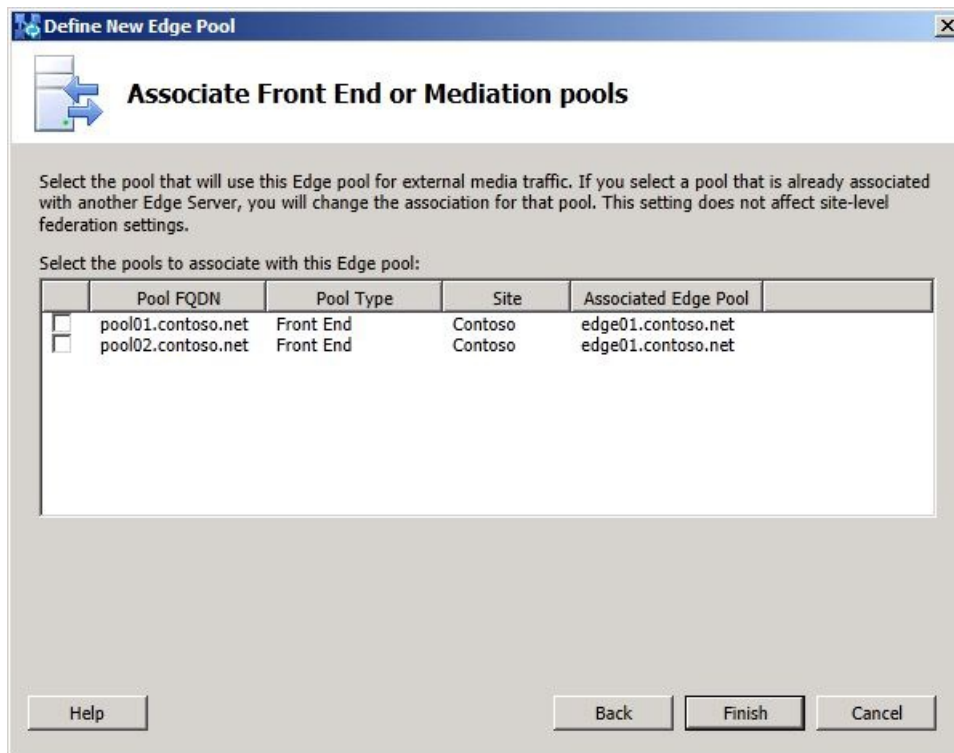 Define New Edge Pool
Associate Front End or Mediation pools
Select the pool that will use this Edge pool for external media traffic. If you select a pool that is already associated
with another Edge Server, you will change the association for that pool. This setting does not affect site-level
federation settings.
Select the pools to associate with this Edge pool:
Pool FQDN Pool Type Site Associated Edge Pool
pool01.contoso.net Front End Contoso edge01.contoso.net
pool02.contoso.net Front End Contoso edge01.contoso.net
Help Back Finish Cancel